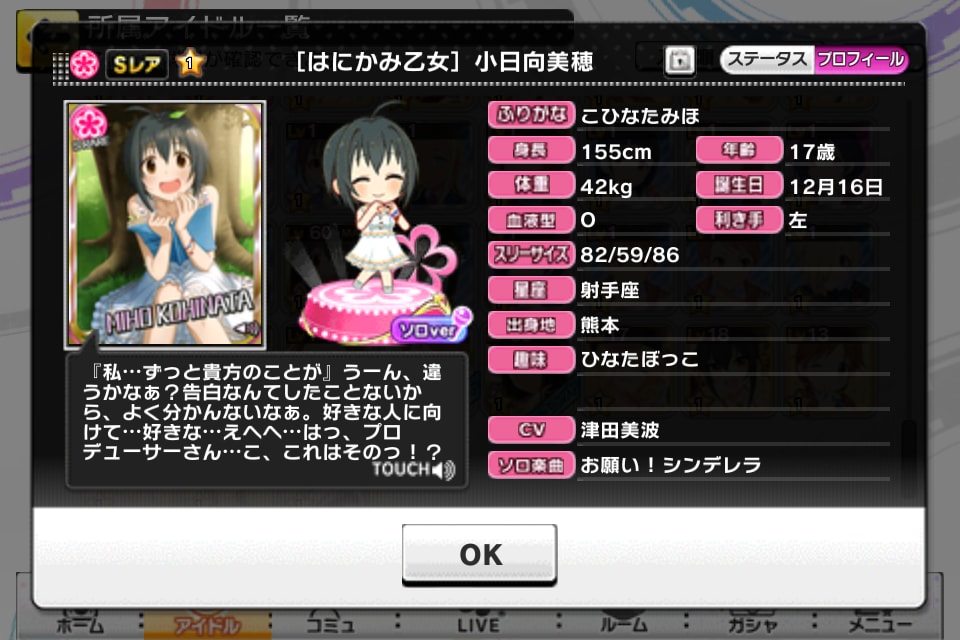 所属アイドル一覧
Sレア
1
[はにかみ乙女] 小日向美穂
ステータス
プロフィール
S RARE
MIHO KOHINATA
ソロver
ふりがな こひなたみほ
身長 155cm 年齢 17歳
体重 42kg 誕生日 12月16日
血液型 O 利き手 左
スリーサイズ 82/59/86
星座 射手座
出身地 熊本
趣味 ひなたぼっこ
CV 津田美波
ソロ楽曲 お願い!シンデレラ
『私…ずっと貴方のことが』うーん、違
うかなぁ?告白なんてしたことないか
ら、よく分かんないなぁ。好きな人に向
けて…好きな…えへへ…はっ、プロ
デューサーさん…こ、これはそのっ!?
TOUCH
OK
ホーム アイドル コミュ LIVE ルーム ガシャ メニュー